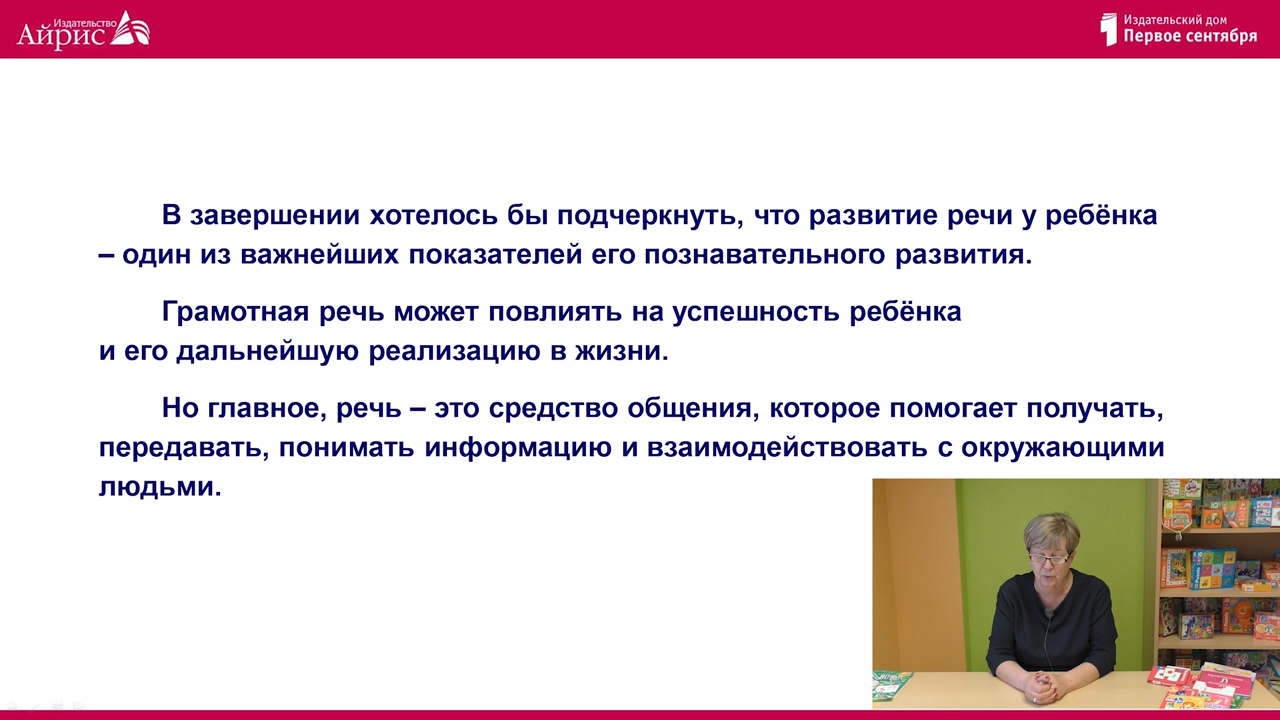 Издательство
Айрис
Издательский дом
Первое сентября
В завершении хотелось бы подчеркнуть, что развитие речи у ребёнка
– один из важнейших показателей его познавательного развития.
Грамотная речь может повлиять на успешность ребёнка
и его дальнейшую реализацию в жизни.
Но главное, речь – это средство общения, которое помогает получать,
передавать, понимать информацию и взаимодействовать с окружающими
людьми.